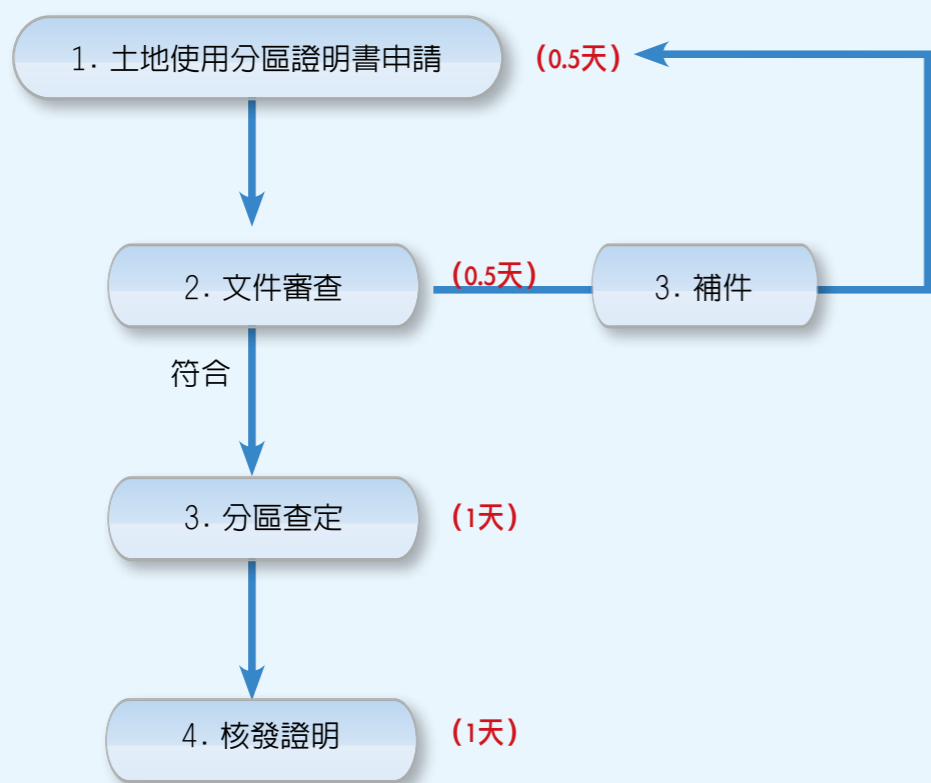 1. 土地使用分區證明書申請 (0.5天)
2. 文件審查 (0.5天) 3. 補件
符合
3. 分區查定 (1天)
4. 核發證明 (1天)